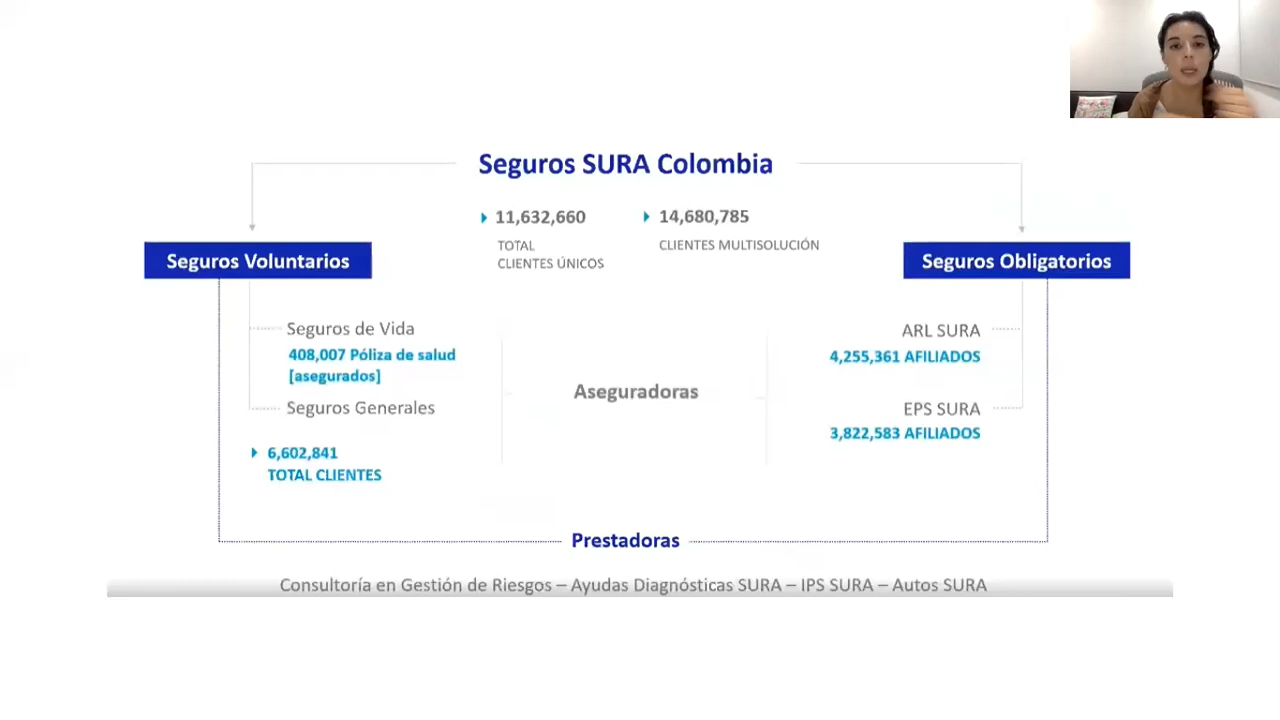 Seguros SURA Colombia
11,632,660
TOTAL
CLIENTES ÚNICOS
14,680,785
CLIENTES MULTISOLUCIÓN
Seguros Voluntarios
Seguros de Vida
408,007 Póliza de salud
[asegurados]
Seguros Generales
6,602,841
TOTAL CLIENTES
Aseguradoras
Seguros Obligatorios
ARL SURA
4,255,361 AFILIADOS
EPS SURA
3,822,583 AFILIADOS
Prestadoras
Consultoría en Gestión de Riesgos – Ayudas Diagnósticas SURA – IPS SURA – Autos SURA